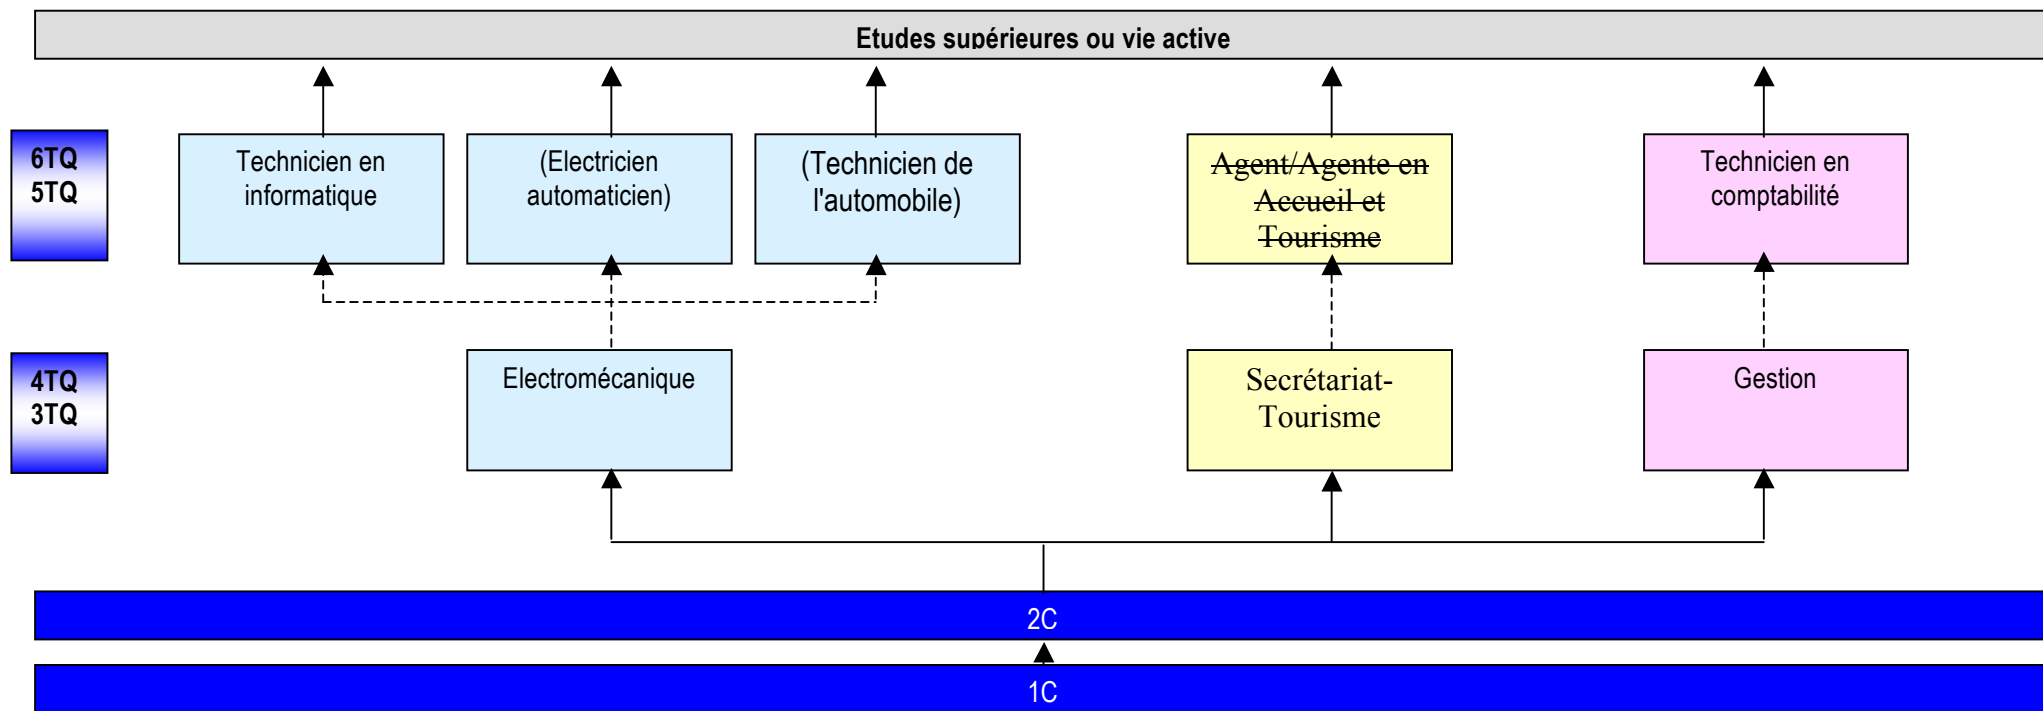 Etudes supérieures ou vie active
6TQ
5TQ
Technicien en
informatique
(Electricien
automaticien)
(Technicien de
l'automobile)
Agent/Agente en
Accueil et
Tourisme
Technicien en
comptabilité
4TQ
3TQ
Electromécanique
Secrétariat-
Tourisme
Gestion
2C
1C